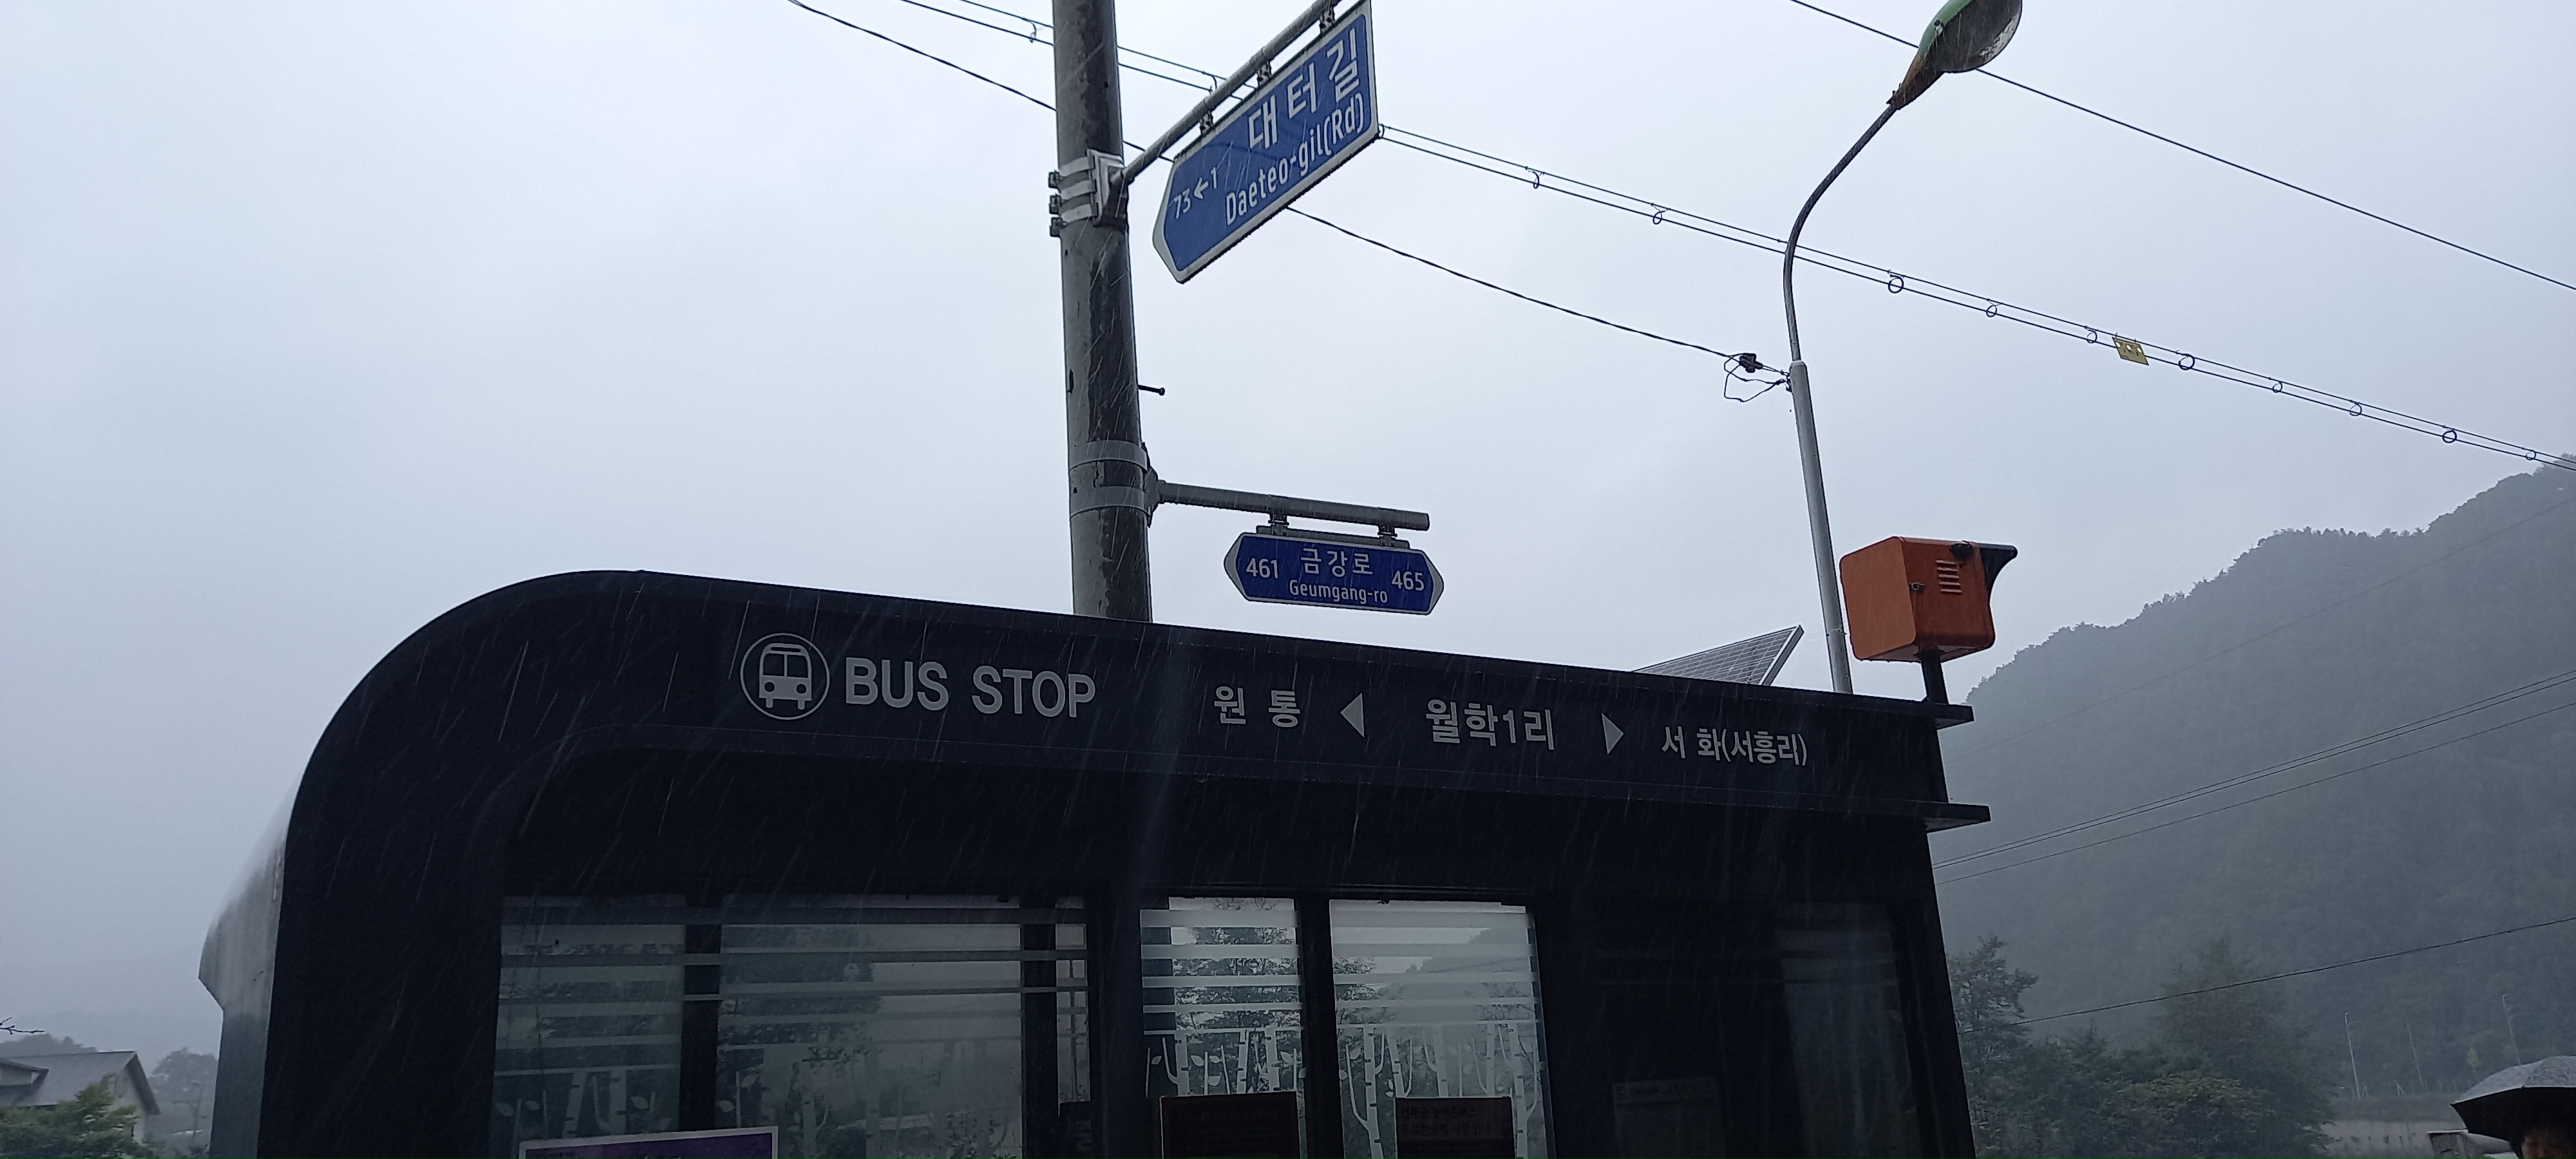 대터길
73←1 Daeteo-gil(Rd)
금강로
461 465
Geumgang-ro
BUS STOP 원통 ◀ 월학1리 ▶ 서화(서흥리)